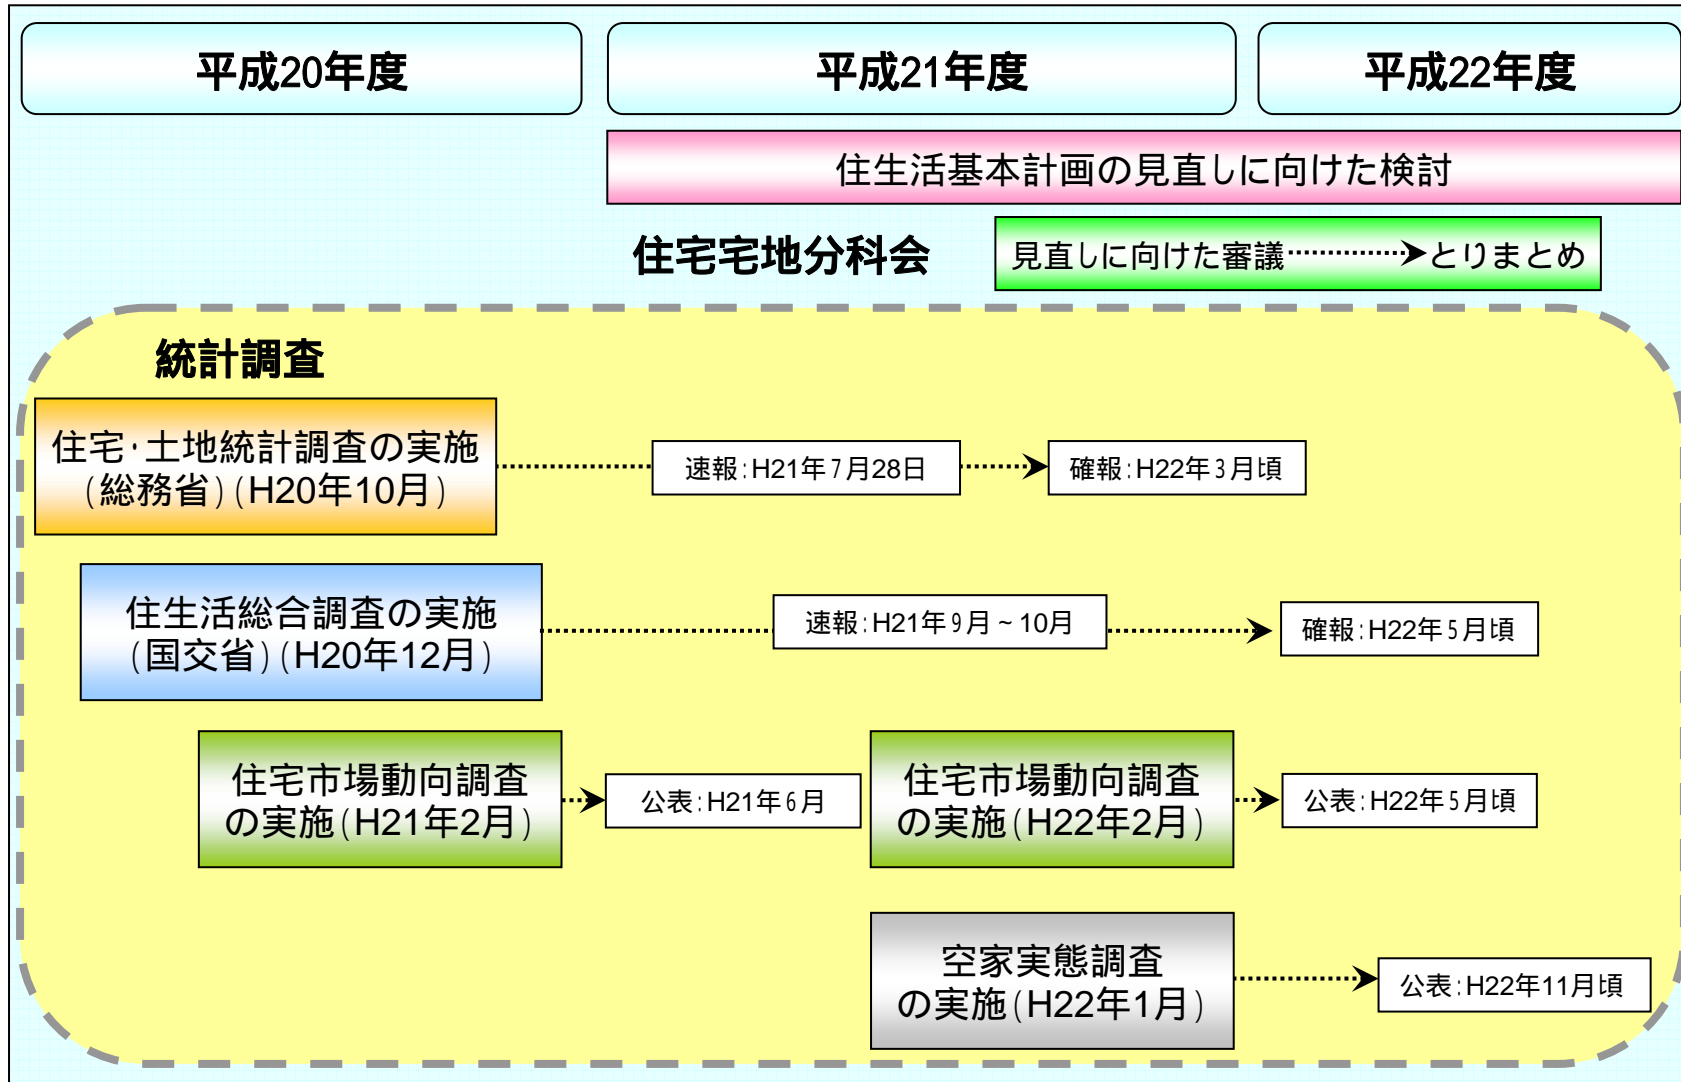 平成20年度
平成21年度
平成22年度
住生活基本計画の見直しに向けた検討
住宅宅地分科会
見直しに向けた審議
とりまとめ
統計調査
住宅・土地統計調査の実施
(総務省)(H20年10月)
速報:H21年7月28日
確報:H22年3月頃
住生活総合調査の実施
(国交省)(H20年12月)
速報:H21年9月~10月
確報:H22年5月頃
住宅市場動向調査
の実施(H21年2月)
公表:H21年6月
住宅市場動向調査
の実施(H22年2月)
公表:H22年5月頃
空家実態調査
の実施(H22年1月)
公表:H22年11月頃